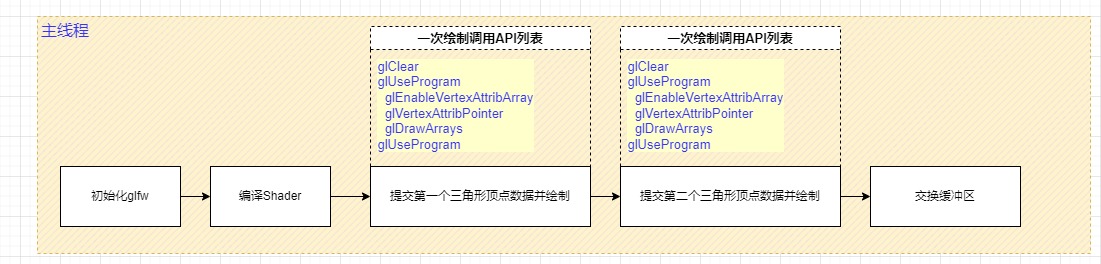 主线程
一次绘制调用API列表
glClear
glUseProgram
glEnableVertexAttribArray
glVertexAttribPointer
glDrawArrays
glUseProgram
一次绘制调用API列表
glClear
glUseProgram
glEnableVertexAttribArray
glVertexAttribPointer
glDrawArrays
glUseProgram
初始化glfw
编译Shader
提交第一个三角形顶点数据并绘制
提交第二个三角形顶点数据并绘制
交换缓冲区